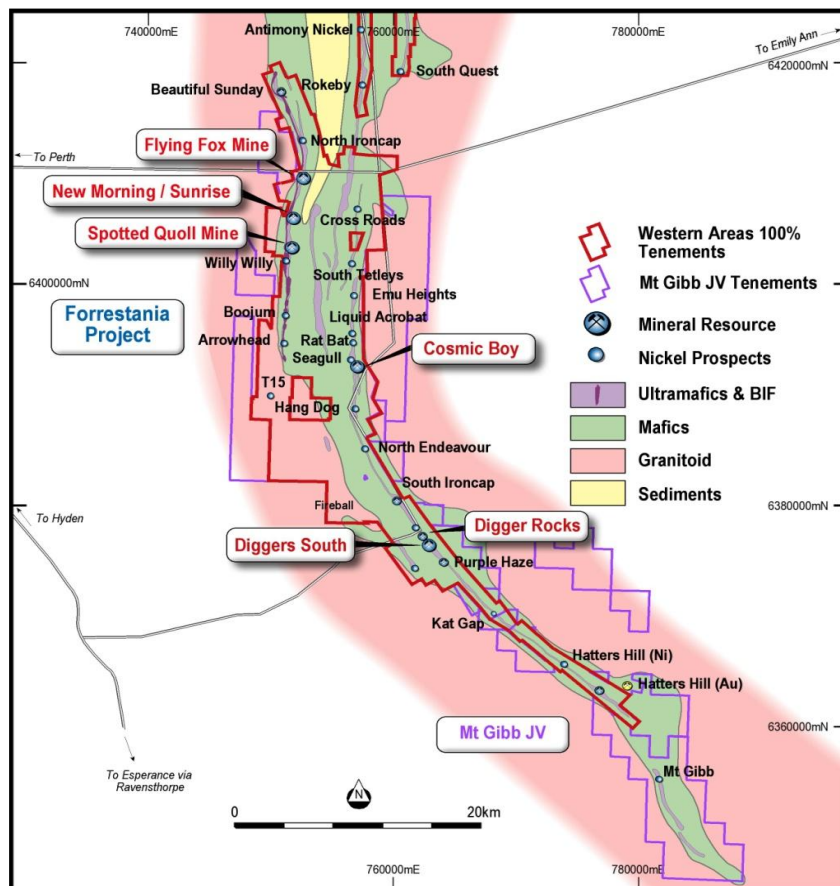 740000mE
760000mE
780000mE
To Emily Ann
Antimony Nickel
6420000mN
South Quest
Beautiful Sunday
Rokeby
North Ironcap
Flying Fox Mine
To Perth
New Morning / Sunrise
Cross Roads
Spotted Quoll Mine
Willy Willy
South Tetleys
6400000mN
Emu Heights
Forrestania
Project
Boojum
Liquid Acrobat
Arrowhead
Rat Bat
Seagull
Cosmic Boy
T15
Hang Dog
North Endeavour
South Ironcap
Fireball
6380000mN
To Hyden
Digger Rocks
Diggers South
Purple Haze
Kat Gap
Hatters Hill (Ni)
Hatters Hill (Au)
Mt Gibb JV
6360000mN
Mt Gibb
To Esperance via
Ravensthorpe
N
0
20km
760000mE
780000mE
Western Areas 100%
Tenements
Mt Gibb JV Tenements
Mineral Resource
Nickel Prospects
Ultramafics & BIF
Mafics
Granitoid
Sediments